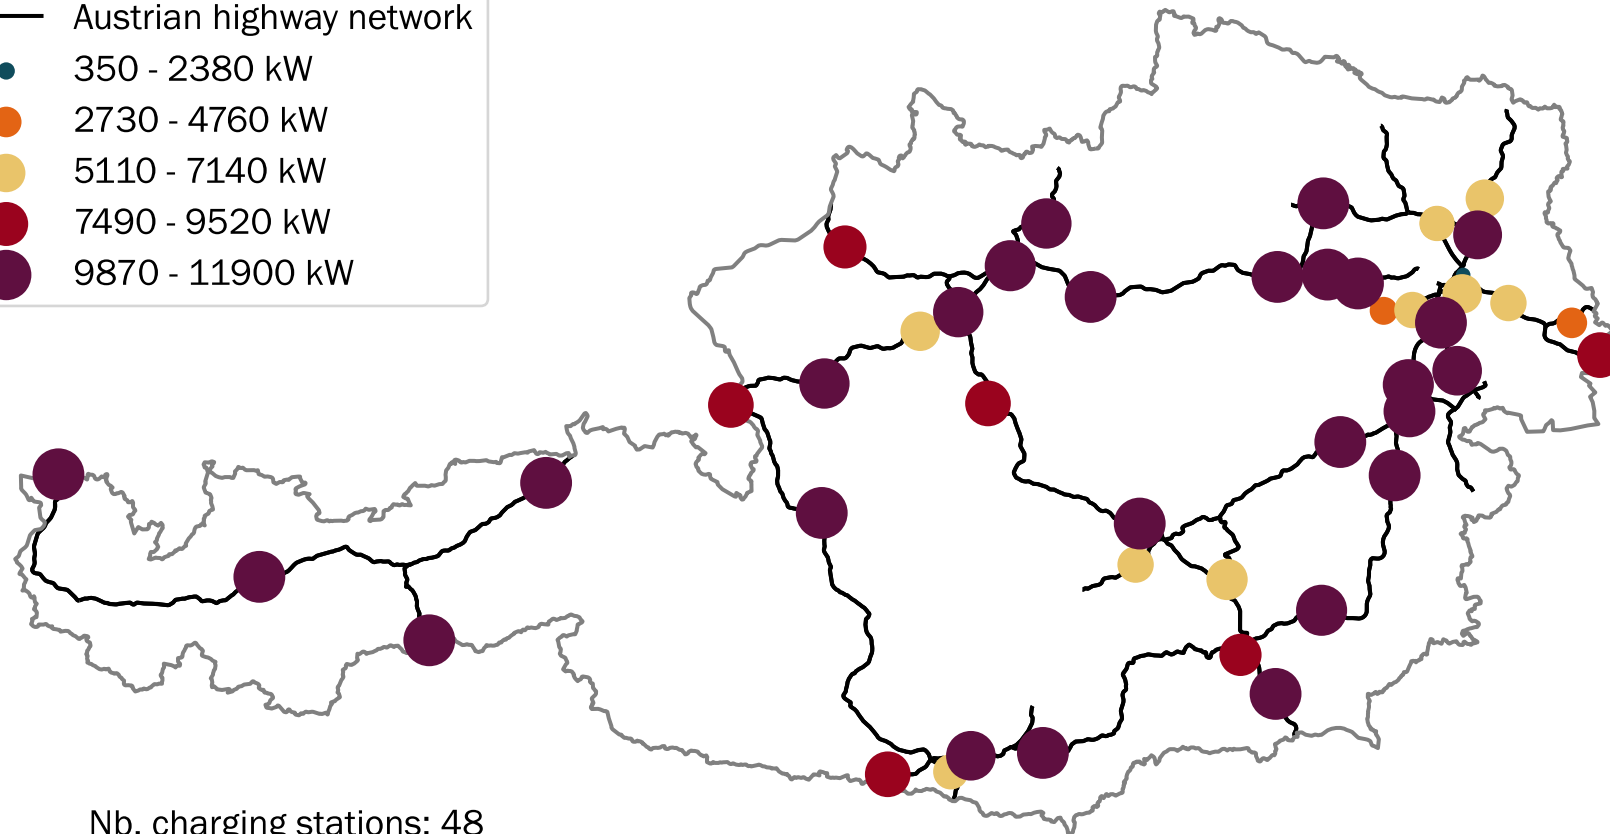 Austrian highway network
350 - 2380 kW
2730 - 4760 kW
5110 - 7140 kW
7490 - 9520 kW
9870 - 11900 kW
Nb. charging stations: 48